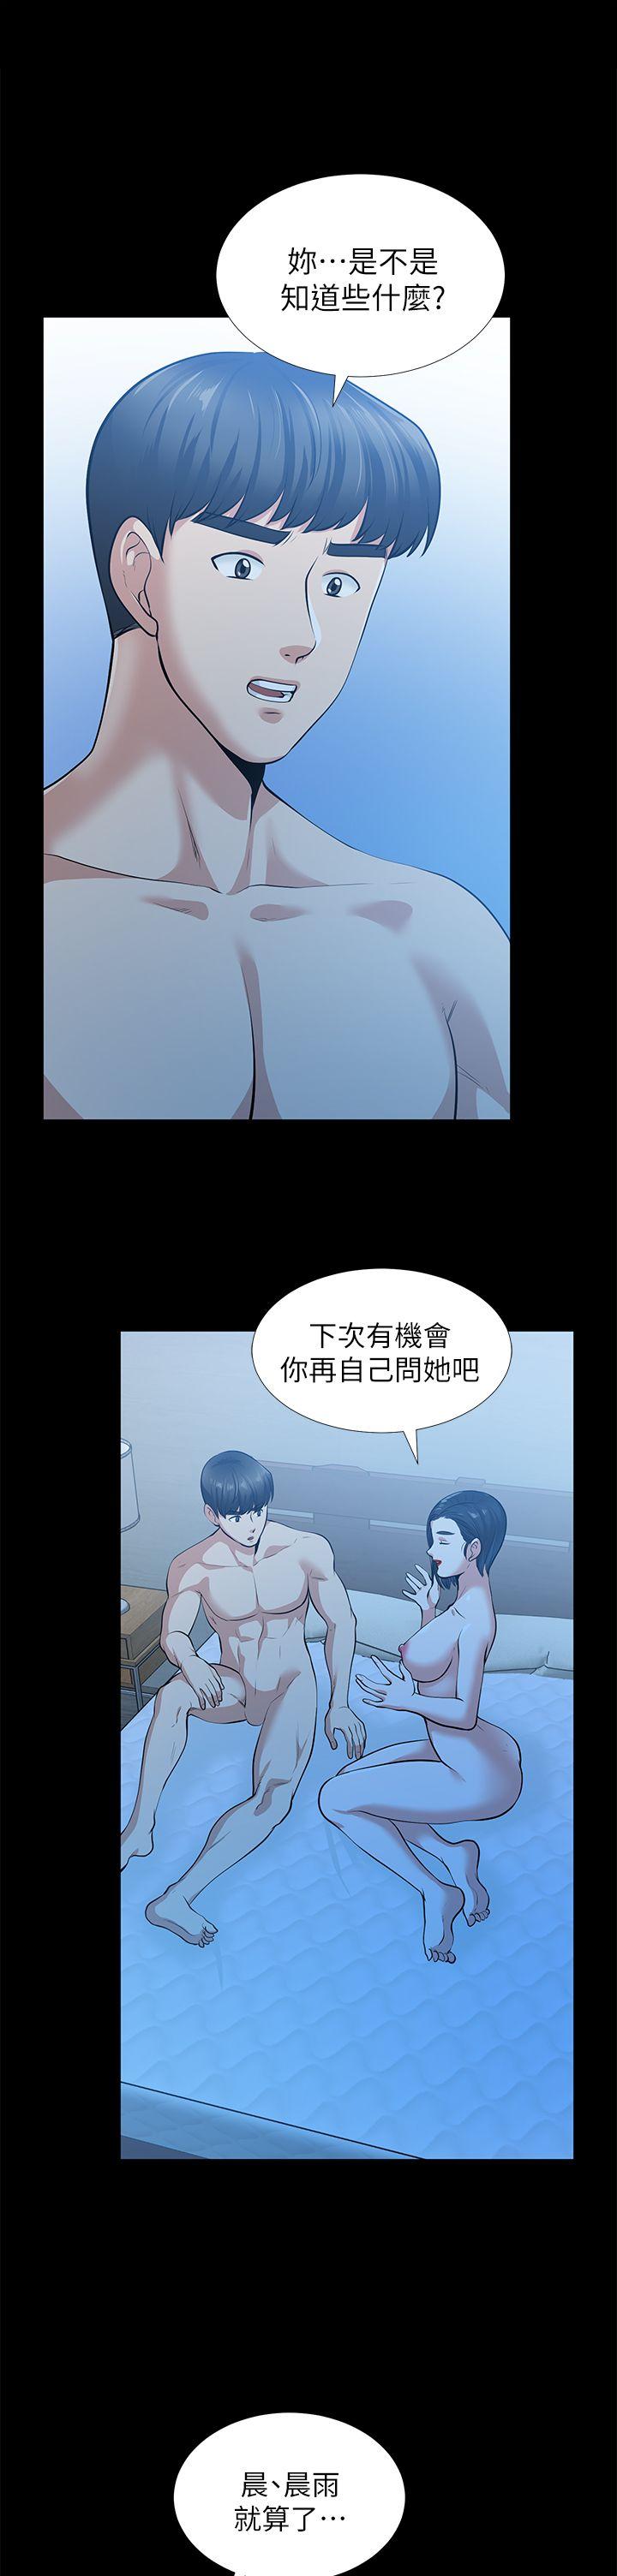 妳⋯是不是
知道些什麼?
下次有機會
你再自己問她吧
晨、晨雨
就算了⋯